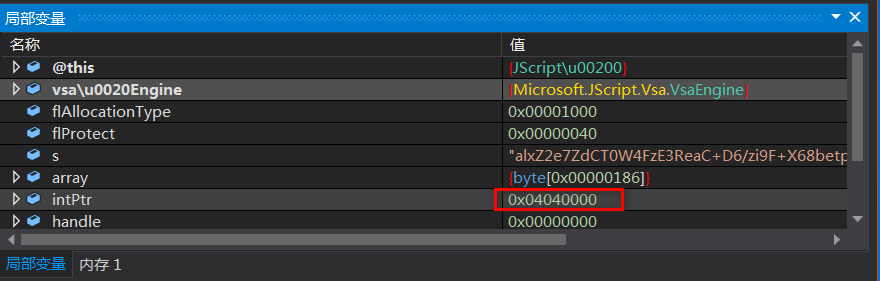 局部变量
名称 值
@this {JScript\u00200}
vsa\u0020Engine {Microsoft.JScript.Vsa.VsaEngine}
flAllocationType 0x00001000
flProtect 0x00000040
s "alxZ2e7ZdCT0W4FzE3ReaC+D6/zi9F+X68betp
array {byte[0x00000186]}
intPtr 0x04040000
handle 0x00000000
局部变量 内存 1